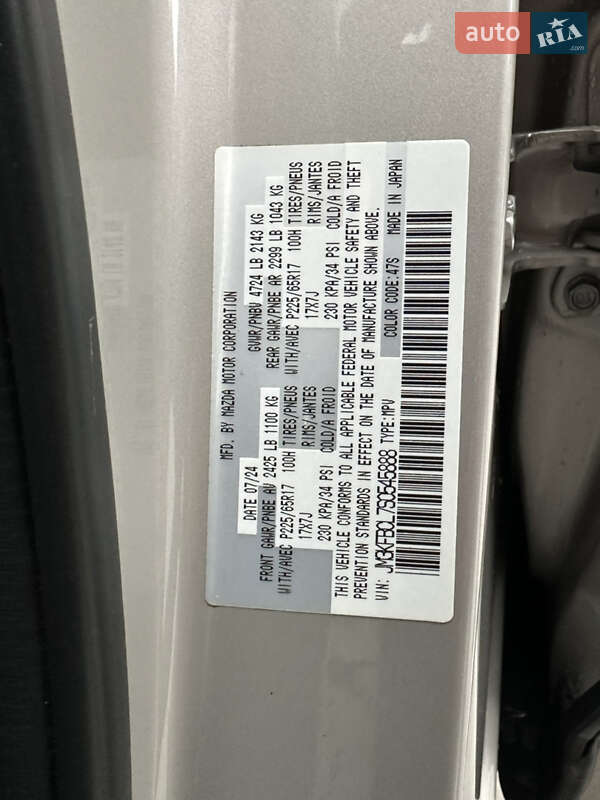 auto RIA .com
MFD. BY MAZDA MOTOR CORPORATION
DATE 07/24 GVWR/PNBV 4724 LB 2143 KG
FRONT GAWR/PNBE AV 2425 LB 1100 KG REAR GAWR/PNBE AR 2299 LB 1043 KG
WITH/AVEC P225/65R17 100H TIRES/PNEUS WITH/AVEC P225/65R17 100H TIRES/PNEUS
17X7J RIMS/JANTES 17X7J RIMS/JANTES
230 KPA/34 PSI COLD/A FROID 230 KPA/34 PSI COLD/A FROID
THIS VEHICLE CONFORMS TO ALL APPLICABLE FEDERAL MOTOR VEHICLE SAFETY AND THEFT
PREVENTION STANDARDS IN EFFECT ON THE DATE OF MANUFACTURE SHOWN ABOVE.
VIN: JM3KFBCL7S0545888 TYPE:MPV COLOR CODE:47S MADE IN JAPAN